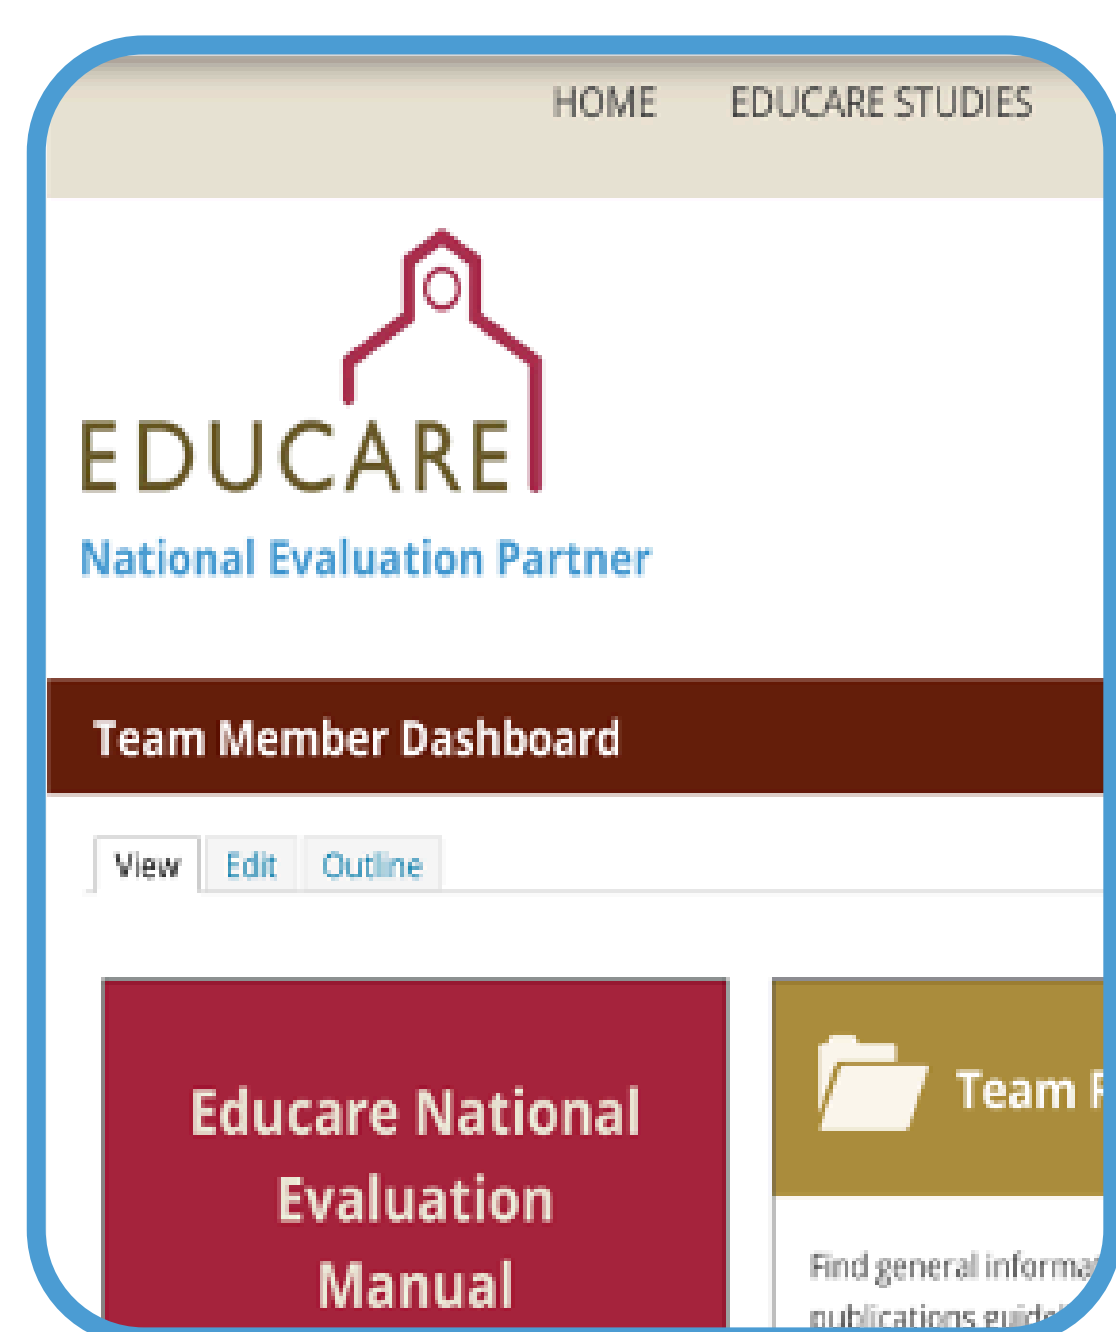 HOME EDUCARE STUDIES
EDUCARE
National Evaluation Partner
Team Member Dashboard
View Edit Outline
Educare National
Evaluation
Manual
Team
Find general
publications